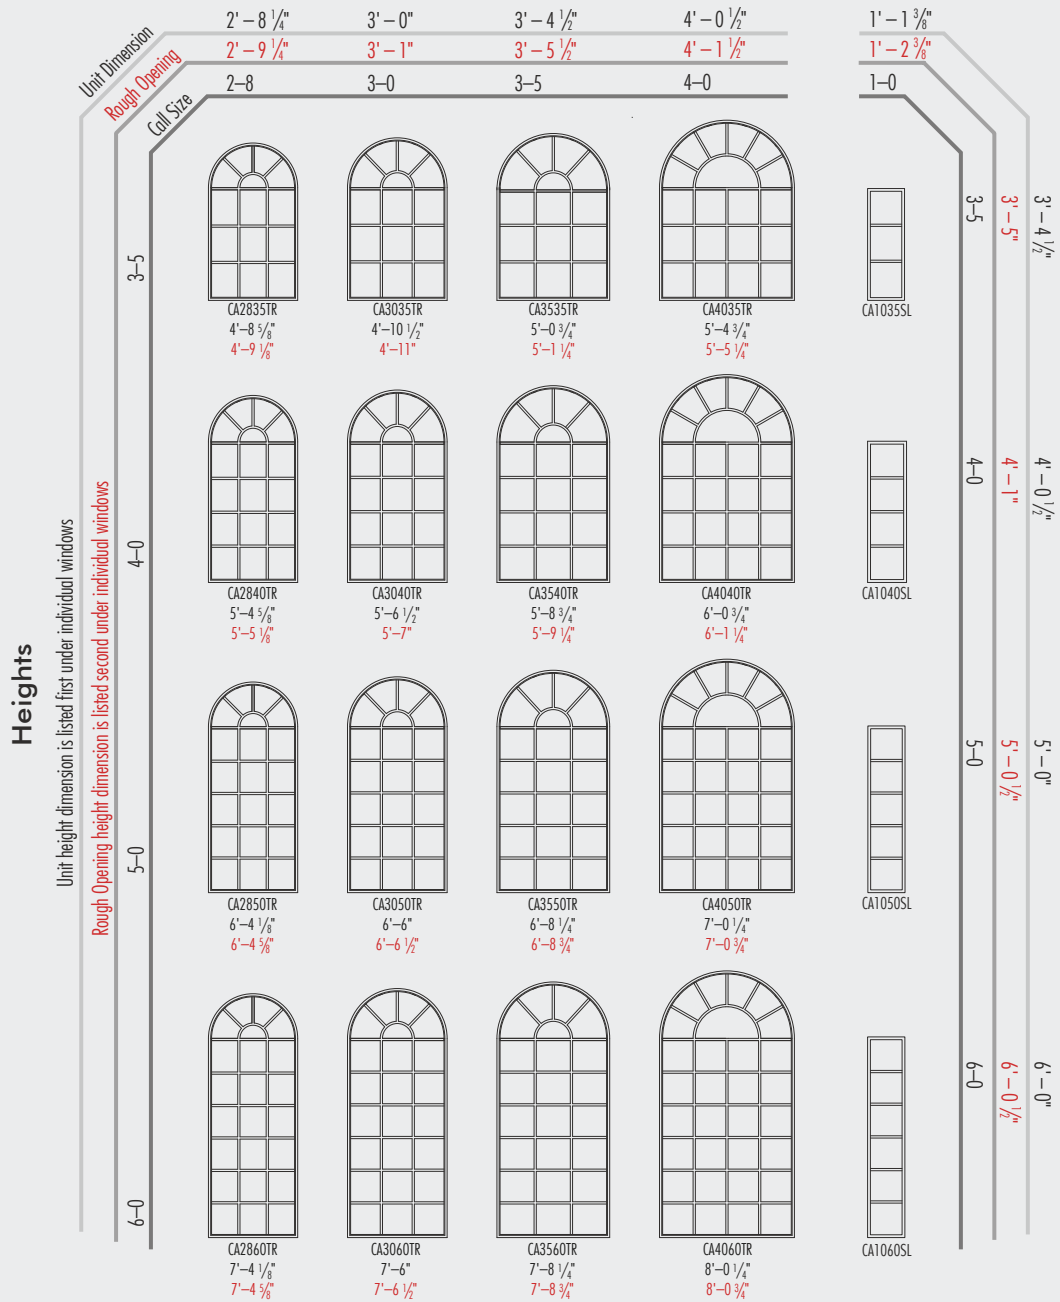 Unit Dimension
2' – 8 ¼" 3' – 0" 3' – 4 ½" 4' – 0 ½" 1' – 1 ⅜"
Rough Opening
2' – 9 ¼" 3' – 1" 3' – 5 ½" 4' – 1 ½" 1' – 2 ⅜"
Call Size
2–8 3–0 3–5 4–0 1–0
Heights
Unit height dimension is listed first under individual windows
Rough Opening height dimension is listed second under individual windows
3–5
CA2835TR CA3035TR CA3535TR CA4035TR CA1035SL
4'–8 ⅝" 4'–10 ½" 5'–0 ¾" 5'–4 ¾"
4'–9 ⅛" 4'–11" 5'–1 ¼" 5'–5 ¼"
3–5
3' – 5"
3' – 4 ½"
4–0
CA2840TR CA3040TR CA3540TR CA4040TR CA1040SL
5'–4 ⅝" 5'–6 ½" 5'–8 ¾" 6'–0 ¾"
5'–5 ⅛" 5'–7" 5'–9 ¼" 6'–1 ¼"
4–0
4' – 1"
4' – 0 ½"
5–0
CA2850TR CA3050TR CA3550TR CA4050TR CA1050SL
6'–4 ⅛" 6'–6" 6'–8 ¼" 7'–0 ¼"
6'–4 ⅝" 6'–6 ½" 6'–8 ¾" 7'–0 ¾"
5–0
5' – 0 ½"
5' – 0"
6–0
CA2860TR CA3060TR CA3560TR CA4060TR CA1060SL
7'–4 ⅛" 7'–6" 7'–8 ¼" 8'–0 ¼"
7'–4 ⅝" 7'–6 ½" 7'–8 ¾" 8'–0 ¾"
6–0
6' – 0 ½"
6' – 0"